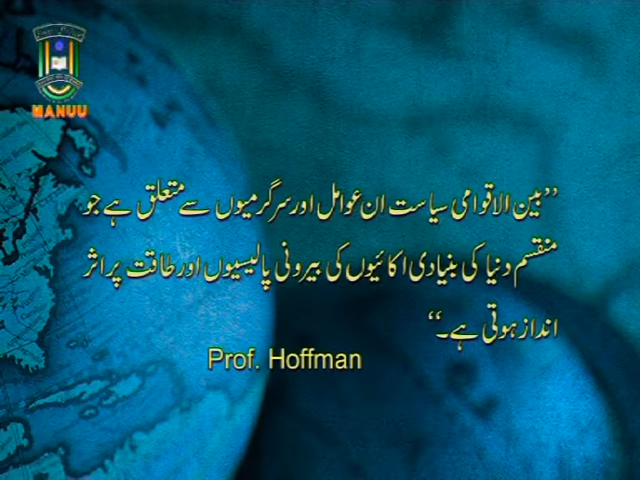 MANUU
’’بین الاقوامی سیاست ان عوامل اور سرگرمیوں سے متعلق ہے جو
منقسم دنیا کی بنیادی اکائیوں کی بیرونی پالیسیوں اور طاقت پر اثر
انداز ہوتی ہے۔‘‘
Prof. Hoffman